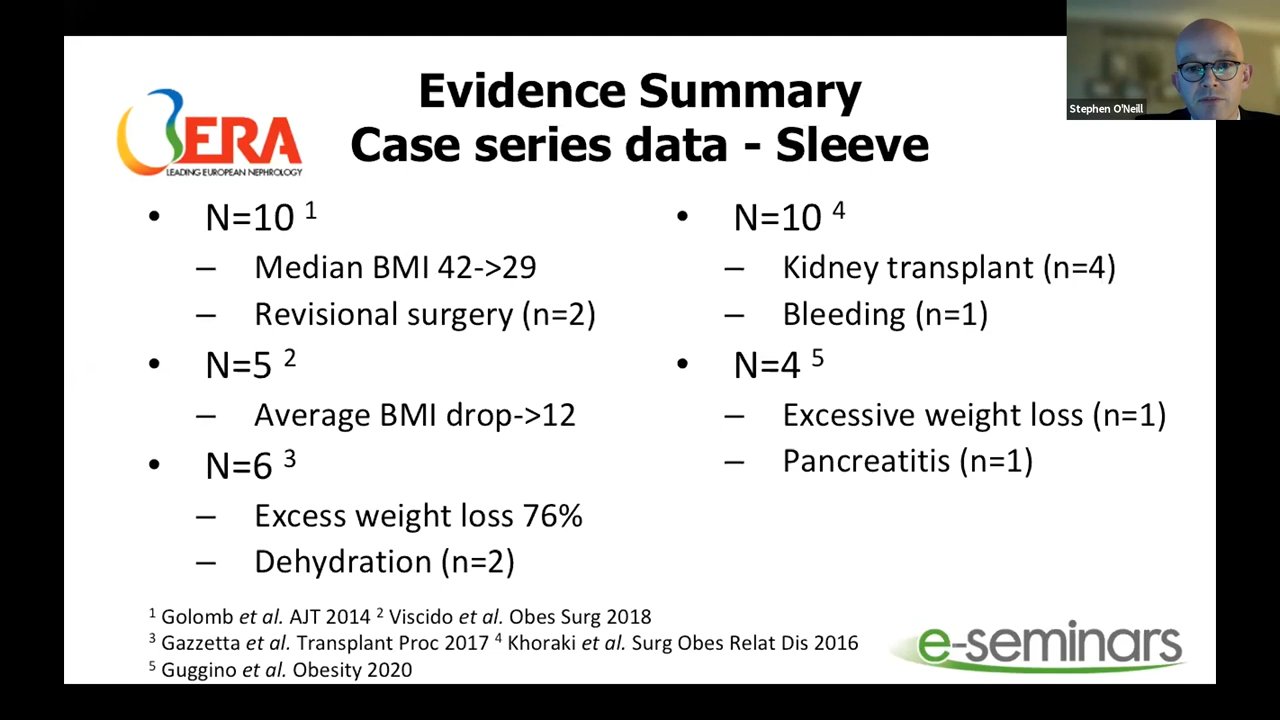 Stephen O'Neill
ERA
LEADING EUROPEAN NEPHROLOGY
Evidence Summary
Case series data - Sleeve
• N=10 ¹
– Median BMI 42->29
– Revisional surgery (n=2)
• N=5 ²
– Average BMI drop->12
• N=6 ³
– Excess weight loss 76%
– Dehydration (n=2)
• N=10 ⁴
– Kidney transplant (n=4)
– Bleeding (n=1)
• N=4 ⁵
– Excessive weight loss (n=1)
– Pancreatitis (n=1)
¹ Golomb et al. AJT 2014 ² Viscido et al. Obes Surg 2018
³ Gazzetta et al. Transplant Proc 2017 ⁴ Khoraki et al. Surg Obes Relat Dis 2016
⁵ Guggino et al. Obesity 2020
e-seminars